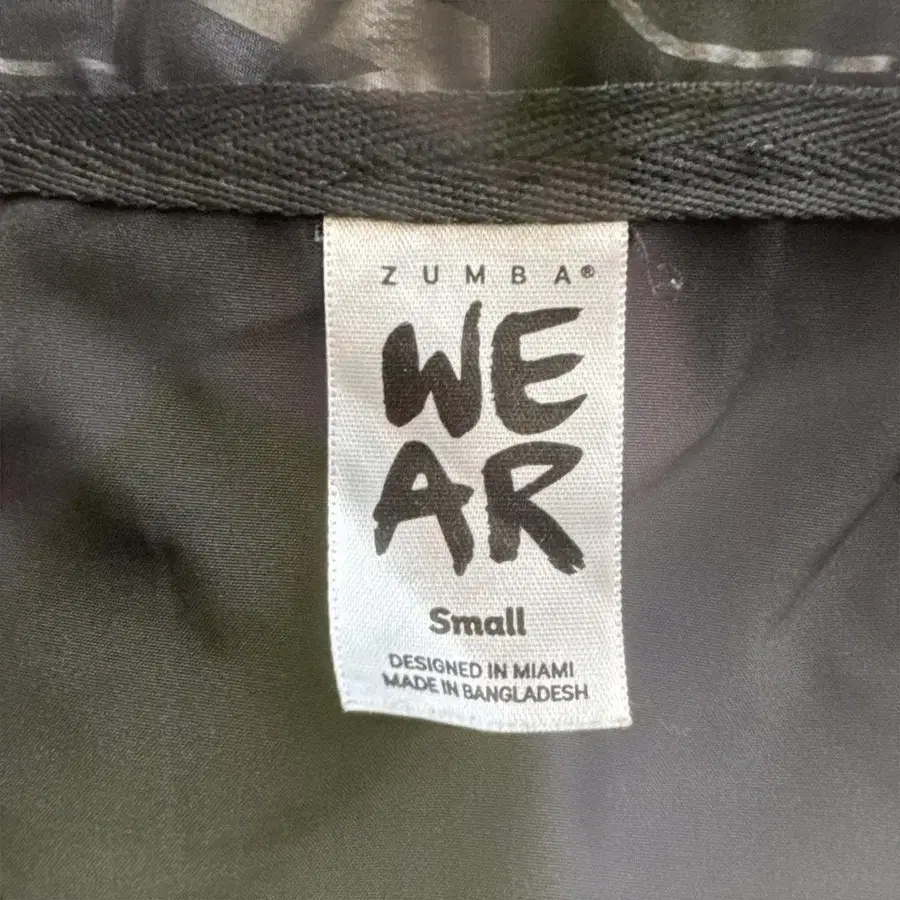 ZUMBA®
WE
AR
Small
DESIGNED IN MIAMI
MADE IN BANGLADESH